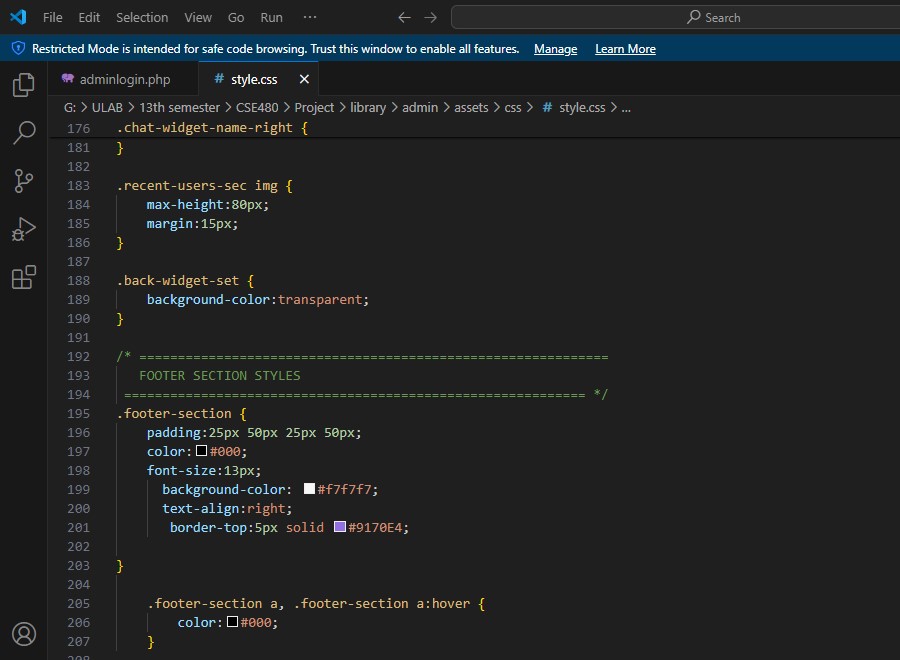 File Edit Selection View Go Run ··· Search
Restricted Mode is intended for safe code browsing. Trust this window to enable all features. Manage Learn More
adminlogin.php # style.css
G: > ULAB > 13th semester > CSE480 > Project > library > admin > assets > css > # style.css > ...
176 .chat-widget-name-right {
181 }
182
183 .recent-users-sec img {
184 max-height:80px;
185 margin:15px;
186 }
187
188 .back-widget-set {
189 background-color:transparent;
190 }
191
192 /* =============================================================
193 FOOTER SECTION STYLES
194 ============================================================ */
195 .footer-section {
196 padding:25px 50px 25px 50px;
197 color:#000;
198 font-size:13px;
199 background-color: #f7f7f7;
200 text-align:right;
201 border-top:5px solid #9170E4;
202
203 }
204
205 .footer-section a, .footer-section a:hover {
206 color:#000;
207 }